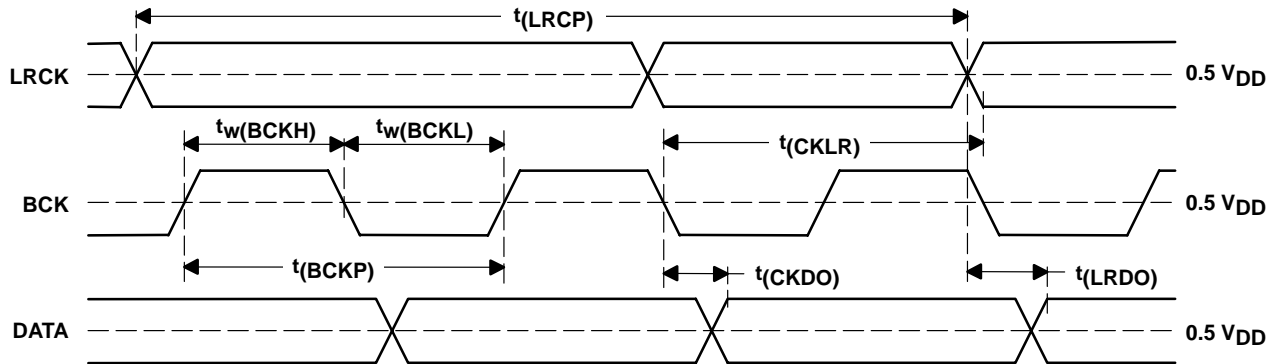 t(LRCP)
LRCK
0.5 VDD
tw(BCKH)
tw(BCKL)
t(CKLR)
BCK
0.5 VDD
t(BCKP)
t(CKDO)
t(LRDO)
DATA
0.5 VDD